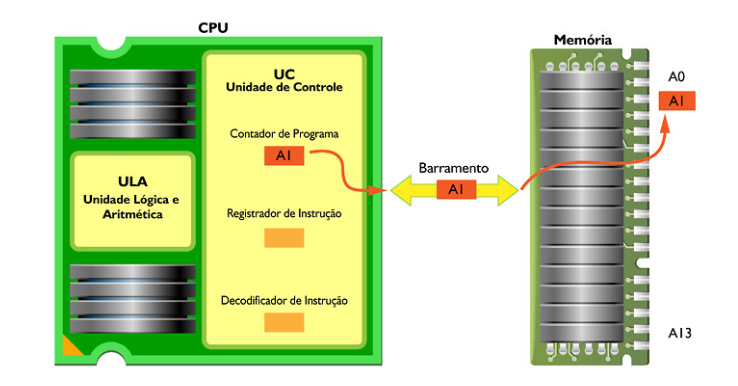 CPU
Memória
UC
Unidade de Controle
A0
A1
Contador de Programa
A1
Barramento
A1
ULA
Unidade Lógica e
Aritmética
Registrador de Instrução
Decodificador de Instrução
A13